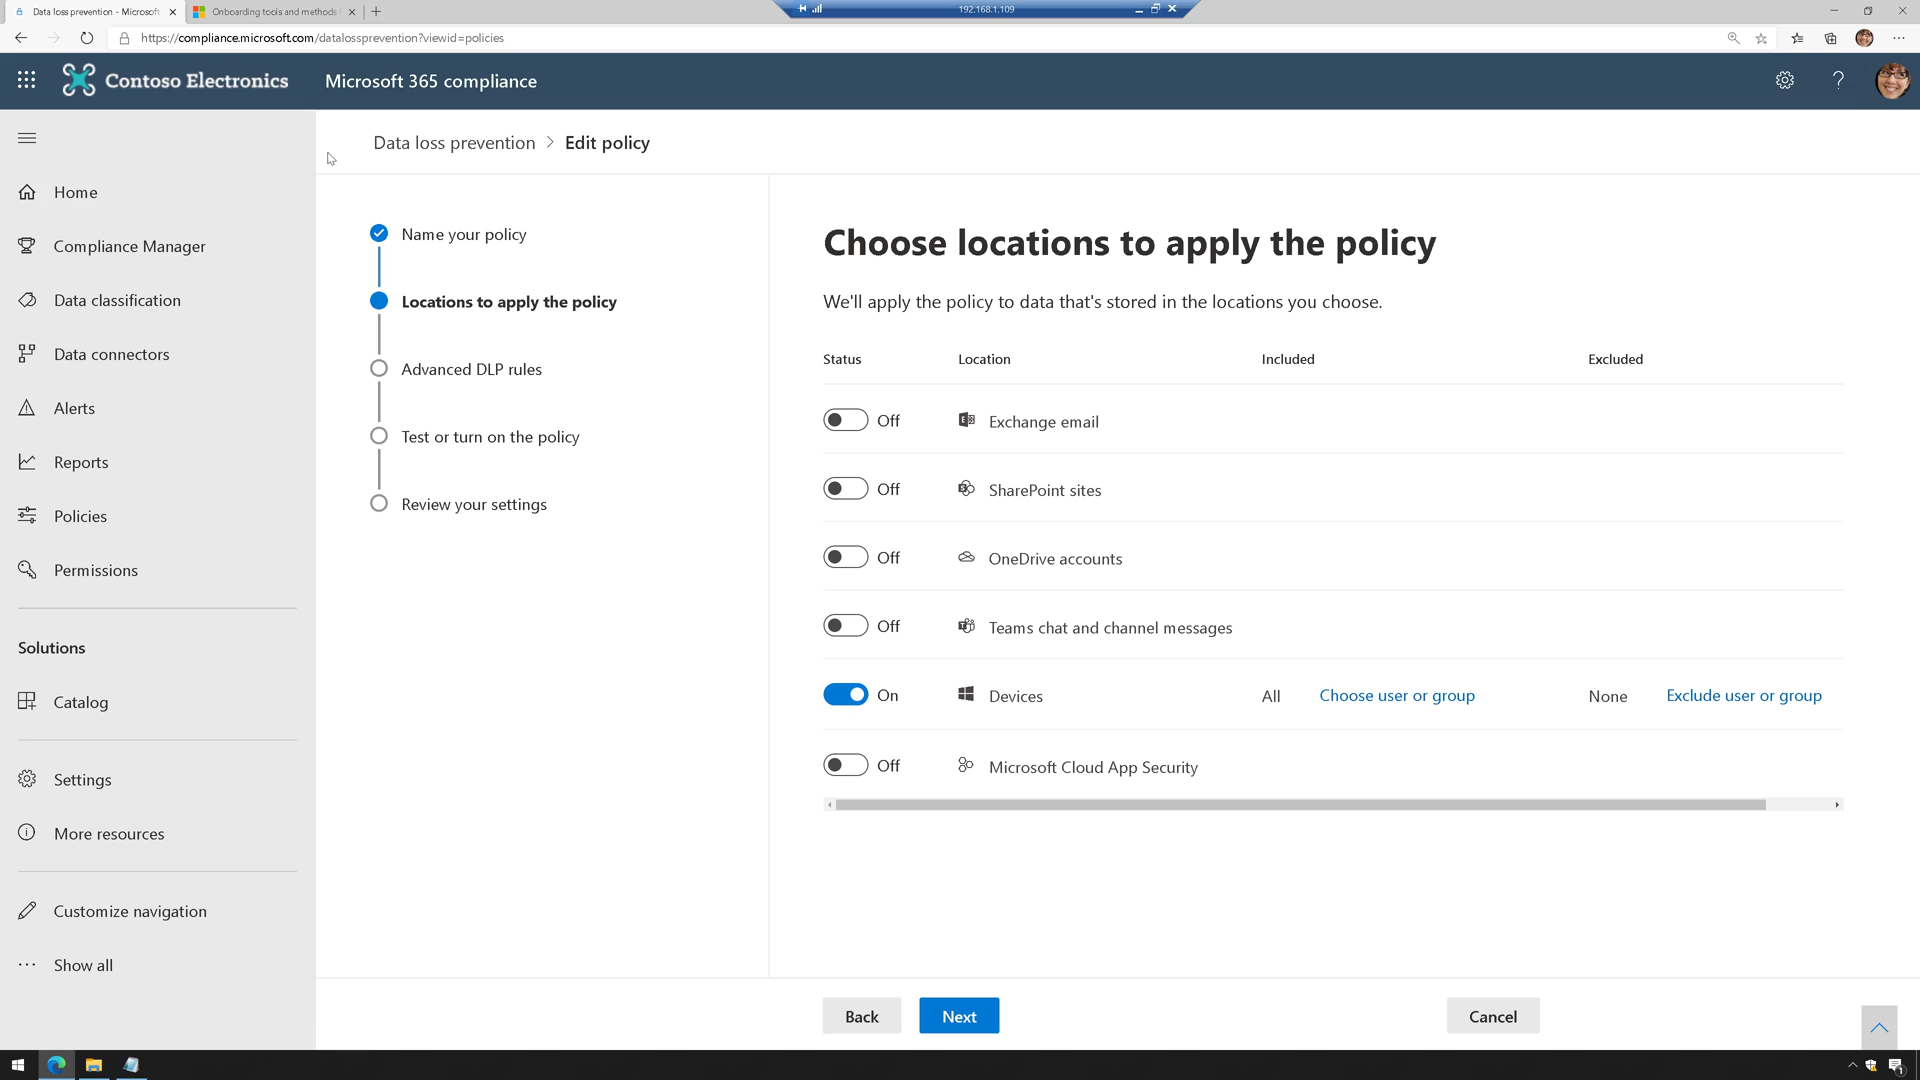 Data loss prevention - Microsoft
Onboarding tools and methods
192.168.1.109
https://compliance.microsoft.com/datalossprevention?viewid=policies
Contoso Electronics
Microsoft 365 compliance
?
Data loss prevention > Edit policy
Home
Compliance Manager
Data classification
Data connectors
Alerts
Reports
Policies
Permissions
Solutions
Catalog
Settings
More resources
Customize navigation
Show all
Name your policy
Locations to apply the policy
Advanced DLP rules
Test or turn on the policy
Review your settings
Choose locations to apply the policy
We'll apply the policy to data that's stored in the locations you choose.
Status Location Included Excluded
Off Exchange email
Off SharePoint sites
Off OneDrive accounts
Off Teams chat and channel messages
On Devices All Choose user or group None Exclude user or group
Off Microsoft Cloud App Security
Back Next Cancel
1